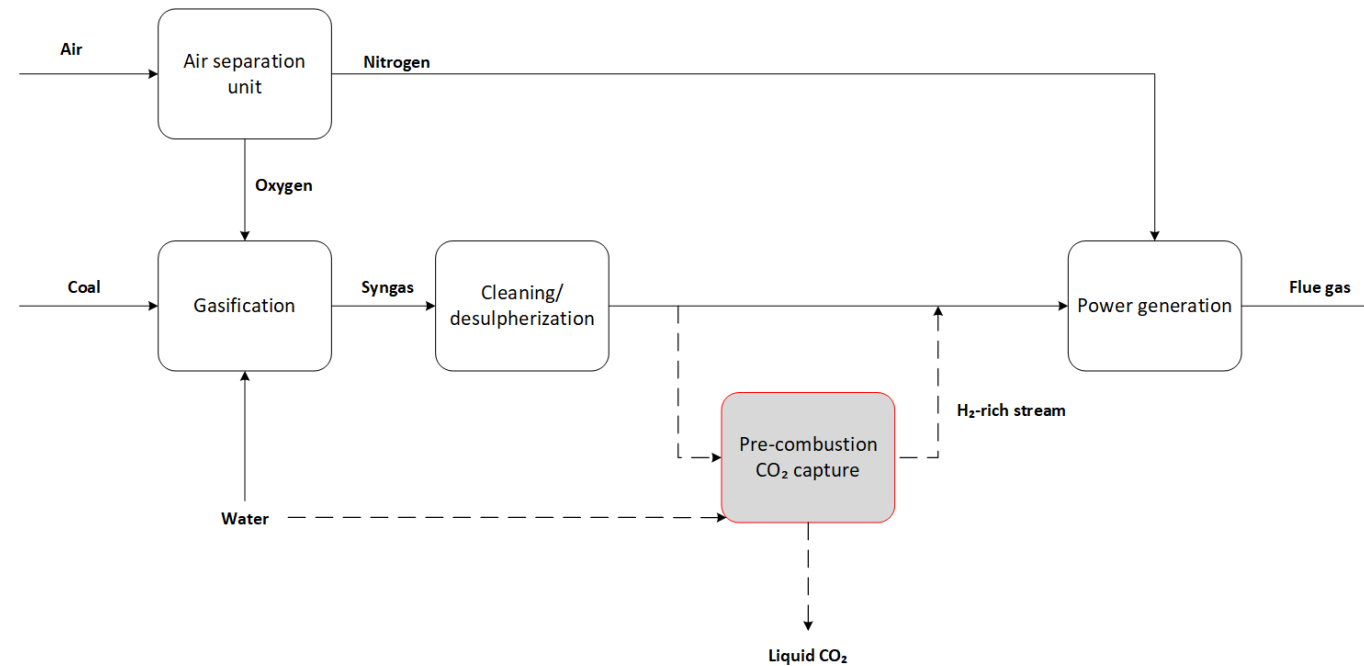 Air
Air separation
unit
Nitrogen
Oxygen
Coal
Gasification
Syngas
Cleaning/
desulpherization
Power generation
Flue gas
Pre-combustion
CO₂ capture
H₂-rich stream
Water
Liquid CO₂